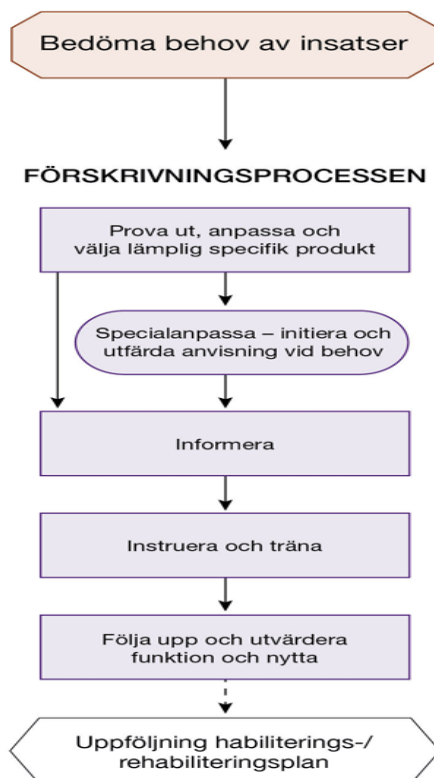 Bedöma behov av insatser
FÖRSKRIVNINGSPROCESSEN
Prova ut, anpassa och
välja lämplig specifik produkt
Specialanpassa – initiera och
utfärda anvisning vid behov
Informera
Instruera och träna
Följa upp och utvärdera
funktion och nytta
Uppföljning habiliterings-/
rehabiliteringsplan